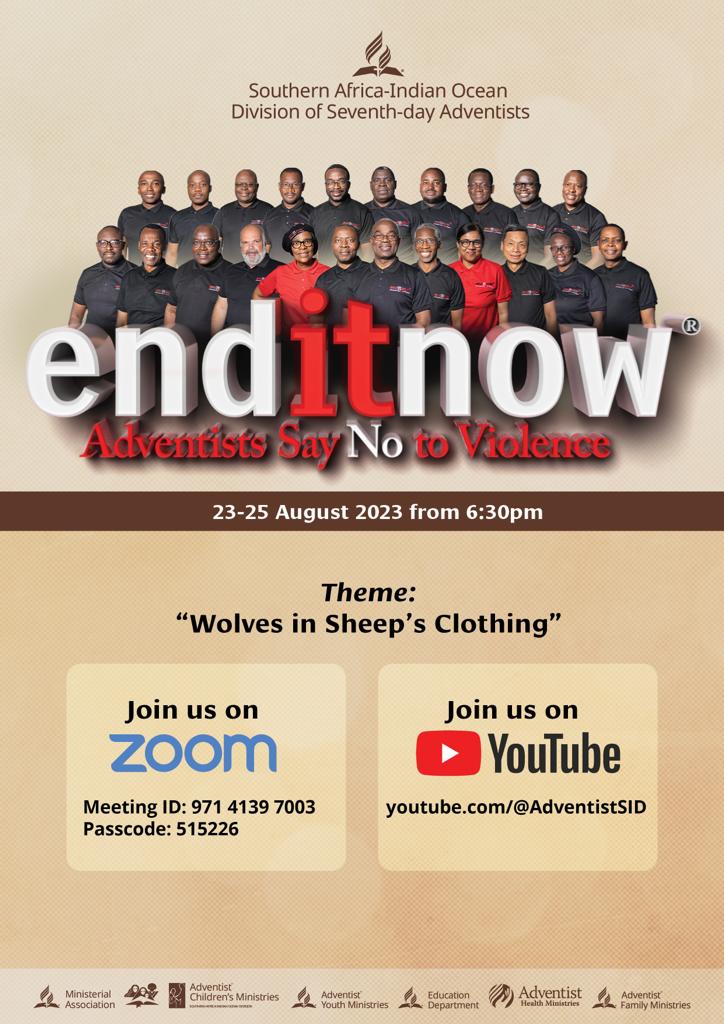 Southern Africa-Indian Ocean
Division of Seventh-day Adventists
enditnow®
Adventists Say No to Violence
23-25 August 2023 from 6:30pm
Theme:
“Wolves in Sheep’s Clothing”
Join us on
zoom
Meeting ID: 971 4139 7003
Passcode: 515226
Join us on
YouTube
youtube.com/@AdventistSID
Ministerial
Association
Adventist
Children's Ministries
Adventist
Youth Ministries
Education
Department
Adventist
Health Ministries
Adventist
Family Ministries